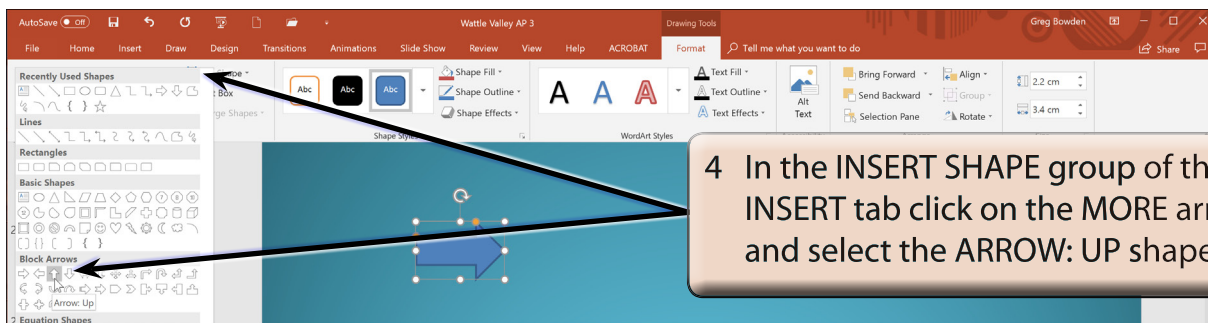 AutoSave Off Wattle Valley AP 3 Drawing Tools Greg Bowden
File Home Insert Draw Design Transitions Animations Slide Show Review View Help ACROBAT Format Tell me what you want to do Share
Recently Used Shapes
Lines
Rectangles
Basic Shapes
Block Arrows
Arrow: Up
Equation Shapes
Box
Abc Abc Abc
Shape Fill
Shape Outline
Shape Effects
Shape Styles
A A A
Text Fill
Text Outline
Text Effects
WordArt Styles
Alt
Text
Bring Forward
Send Backward
Selection Pane
Align
Group
Rotate
2.2 cm
3.4 cm
4 In the INSERT SHAPE group of th
INSERT tab click on the MORE arr
and select the ARROW: UP shape